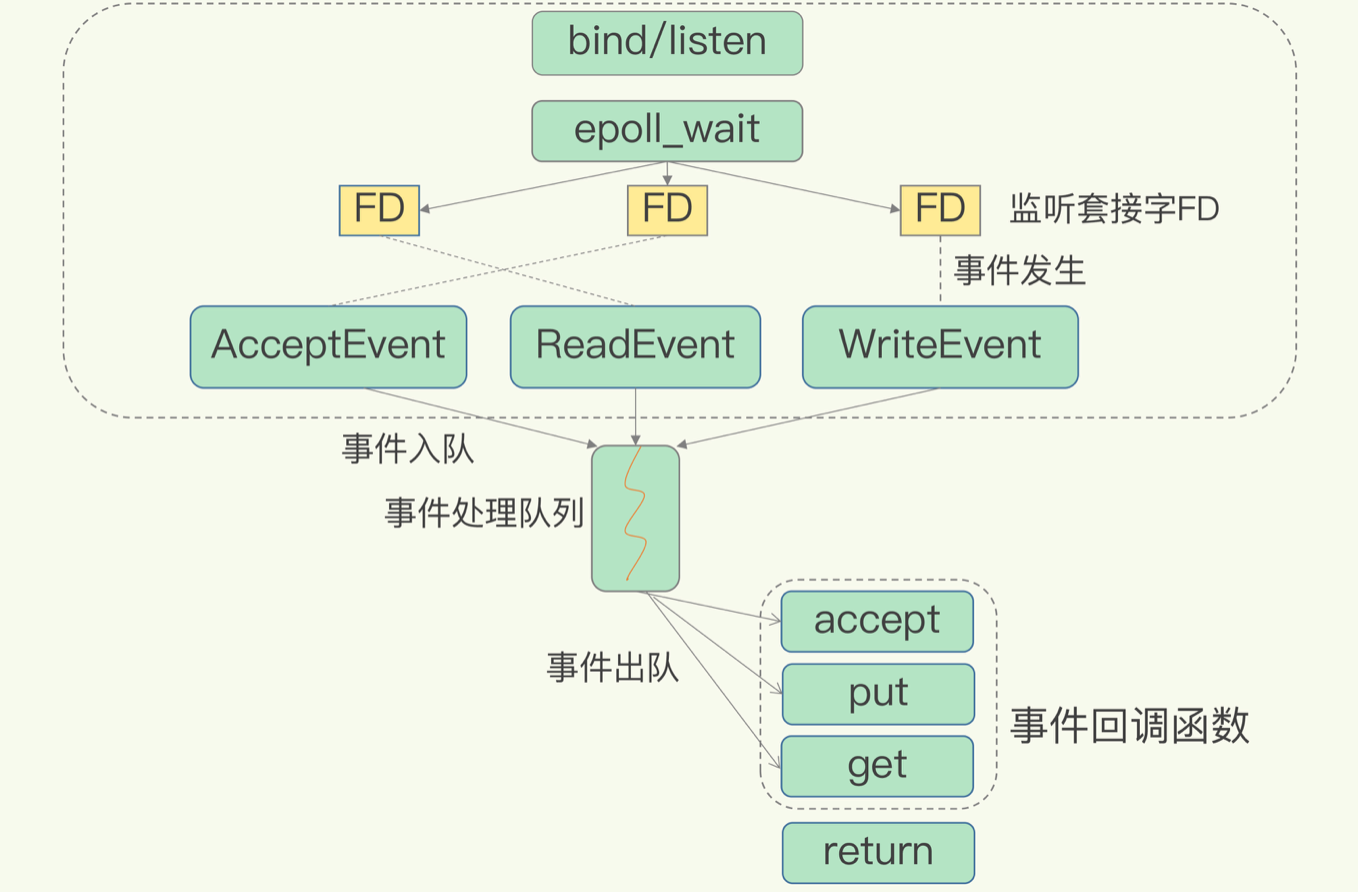 bind/listen
epoll_wait
FD
FD
FD
监听套接字FD
事件发生
AcceptEvent
ReadEvent
WriteEvent
事件入队
事件处理队列
accept
事件出队
put
事件回调函数
get
return